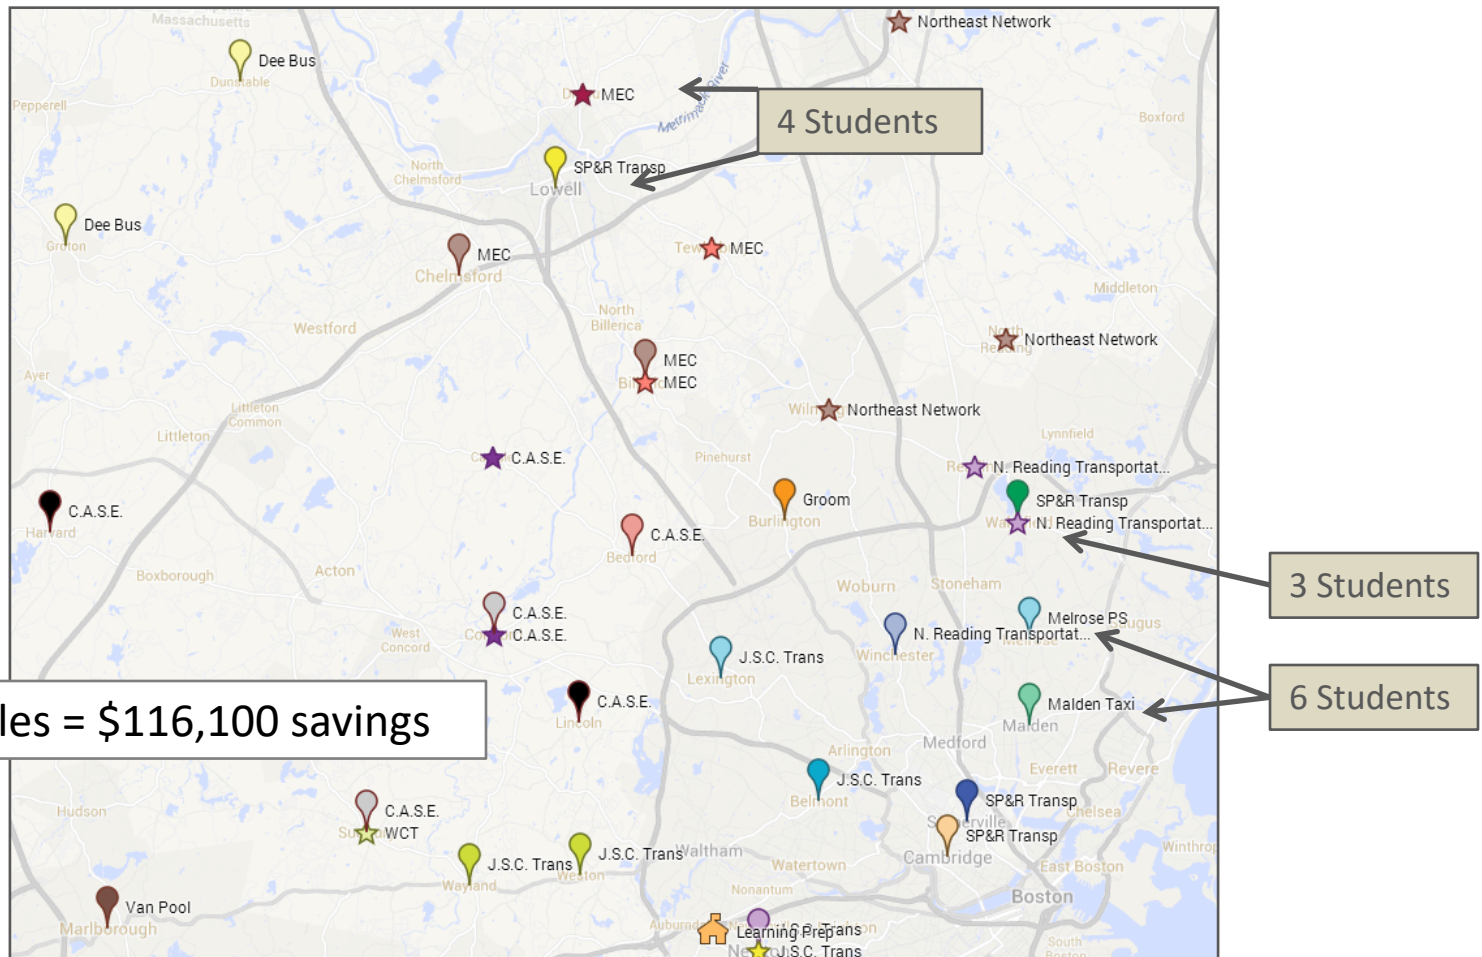 Massachusetts
Northeast Network
Dee Bus
Dunstable
Pepperell
MEC
Merrimack River
4 Students
Boxford
North
Chelmsford
SP&R Transp
Lowell
Dee Bus
Groton
MEC
Chelmsford
MEC
Middleton
North
Billerica
Westford
Northeast Network
MEC
MEC
Ayer
Northeast Network
Littleton
Common
Littleton
Lynnfield
C.A.S.E.
Pinehurst
N. Reading Transportat...
Groom
SP&R Transp
C.A.S.E.
Harvard
Burlington
N. Reading Transportat...
C.A.S.E.
Bedford
Boxborough
Acton
Woburn
Stoneham
3 Students
C.A.S.E.
Melrose PS
West
Concord
C.A.S.E.
N. Reading Transportat...
Winchester
J.S.C. Trans
Lexington
6 Students
C.A.S.E.
Lincoln
Malden Taxi
Malden
les = $116,100 savings
Arlington
Medford
Everett
Revere
J.S.C. Trans
Belmont
Hudson
C.A.S.E.
WCT
SP&R Transp
Chelsea
SP&R Transp
Cambridge
J.S.C. Trans
Wayland
J.S.C. Trans
Weston
Waltham
Watertown
East Boston
Winthrop
Nonantum
Boston
Van Pool
Marlborough
Learning Prep
J.S.C. Trans
South
Boston